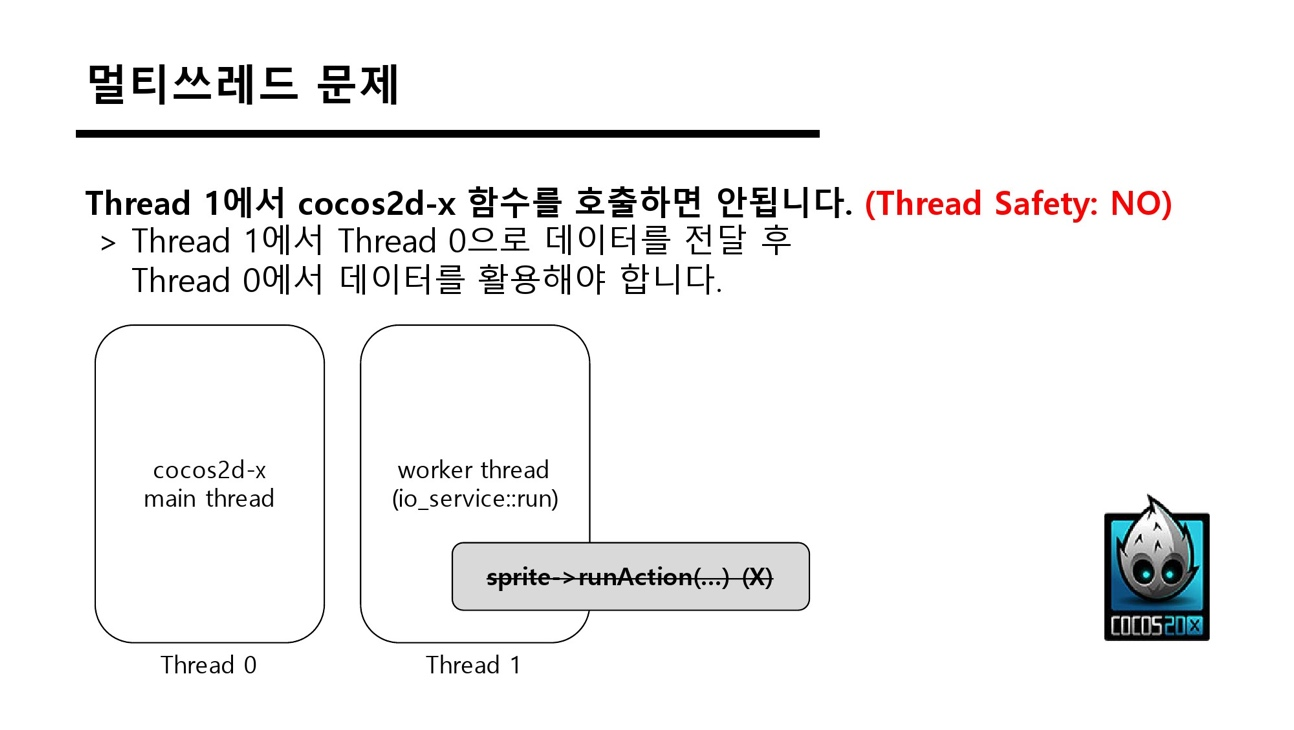 멀티쓰레드 문제
Thread 1에서 cocos2d-x 함수를 호출하면 안됩니다. (Thread Safety: NO)
> Thread 1에서 Thread 0으로 데이터를 전달 후
Thread 0에서 데이터를 활용해야 합니다.
cocos2d-x
main thread
worker thread
(io_service::run)
sprite->runAction(...) (X)
Thread 0
Thread 1
COCOS2DX